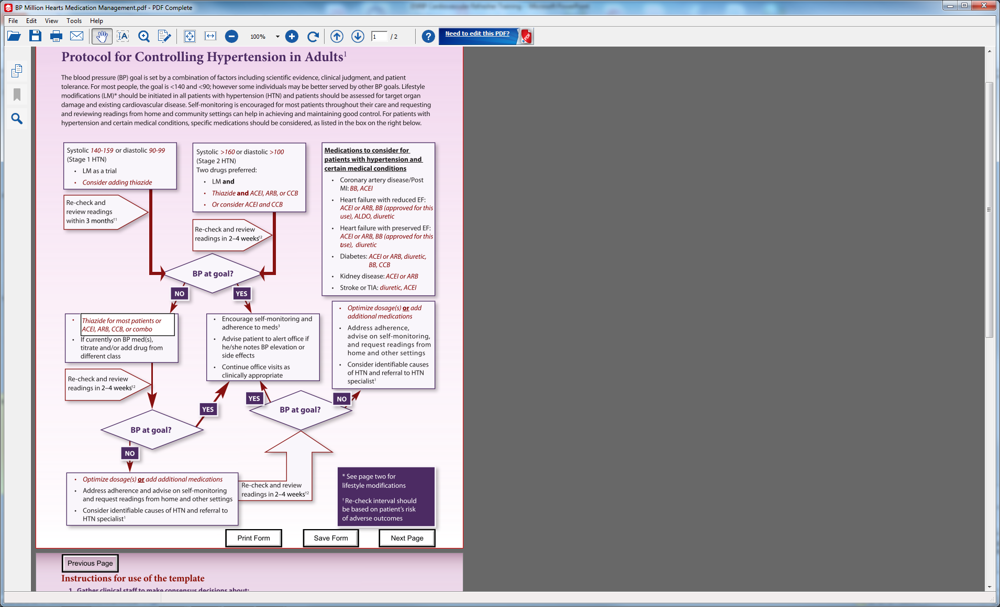 BP Million Hearts Medication Management.pdf - PDF Complete
File Edit View Tools Help
100% 1 / 2 ? Need to edit this PDF?
Protocol for Controlling Hypertension in Adults1
The blood pressure (BP) goal is set by a combination of factors including scientific evidence, clinical judgment, and patient
tolerance. For most people, the goal is <140 and <90; however some individuals may be better served by other BP goals. Lifestyle
modifications (LM)* should be initiated in all patients with hypertension (HTN) and patients should be assessed for target organ
damage and existing cardiovascular disease. Self-monitoring is encouraged for most patients throughout their care and requesting
and reviewing readings from home and community settings can help in achieving and maintaining good control. For patients with
hypertension and certain medical conditions, specific medications should be considered, as listed in the box on the right below.
Systolic 140-159 or diastolic 90-99
(Stage 1 HTN)
• LM as a trial
• Consider adding thiazide
Re-check and
review readings
within 3 months†1
Systolic >160 or diastolic >100
(Stage 2 HTN)
Two drugs preferred:
• LM and
• Thiazide and ACEI, ARB, or CCB
• Or consider ACEI and CCB
Re-check and review
readings in 2–4 weeks†2
Medications to consider for
patients with hypertension and
certain medical conditions
• Coronary artery disease/Post
MI: BB, ACEI
• Heart failure with reduced EF:
ACEI or ARB, BB (approved for this
use), ALDO, diuretic
• Heart failure with preserved EF:
ACEI or ARB, BB (approved for this
use), diuretic
• Diabetes: ACEI or ARB, diuretic,
BB, CCB
• Kidney disease: ACEI or ARB
• Stroke or TIA: diuretic, ACEI
BP at goal?
NO
YES
• Thiazide for most patients or
ACEI, ARB, CCB, or combo
• If currently on BP med(s),
titrate and/or add drug from
different class
Re-check and review
readings in 2–4 weeks†2
• Encourage self-monitoring and
adherence to meds3
• Advise patient to alert office if
he/she notes BP elevation or
side effects
• Continue office visits as
clinically appropriate
• Optimize dosage(s) or add
additional medications
• Address adherence,
advise on self-monitoring,
and request readings from
home and other settings
• Consider identifiable causes
of HTN and referral to HTN
specialist1
YES
YES
NO
BP at goal?
BP at goal?
NO
• Optimize dosage(s) or add additional medications
• Address adherence and advise on self-monitoring
and request readings from home and other settings
• Consider identifiable causes of HTN and referral to
HTN specialist1
Re-check and review
readings in 2–4 weeks†2
* See page two for
lifestyle modifications
†Re-check interval should
be based on patient's risk
of adverse outcomes
Print Form
Save Form
Next Page
Previous Page
Instructions for use of the template
1. Gather clinical staff to make consensus decisions about: